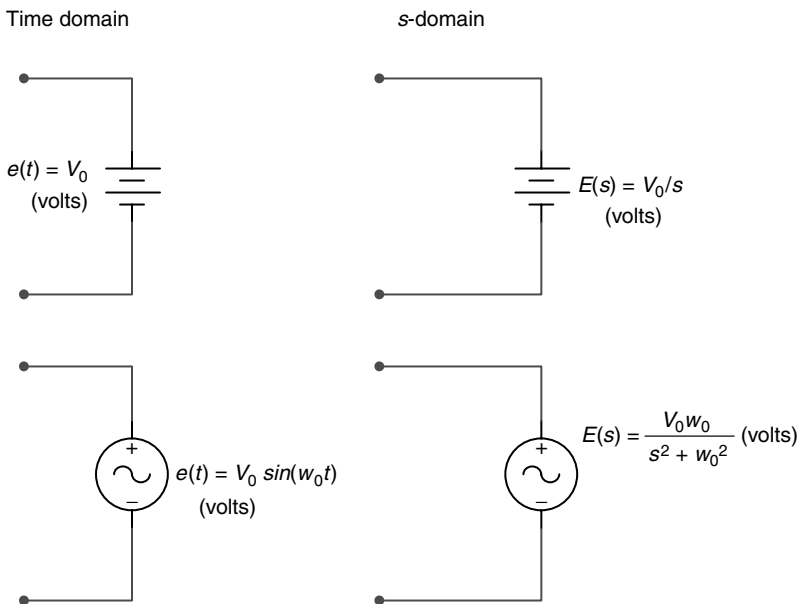 Time domain
s-domain
e(t) = V₀
(volts)
E(s) = V₀/s
(volts)
+
−
e(t) = V₀ sin(w₀t)
(volts)
+
−
E(s) = V₀w₀ / s² + w₀² (volts)